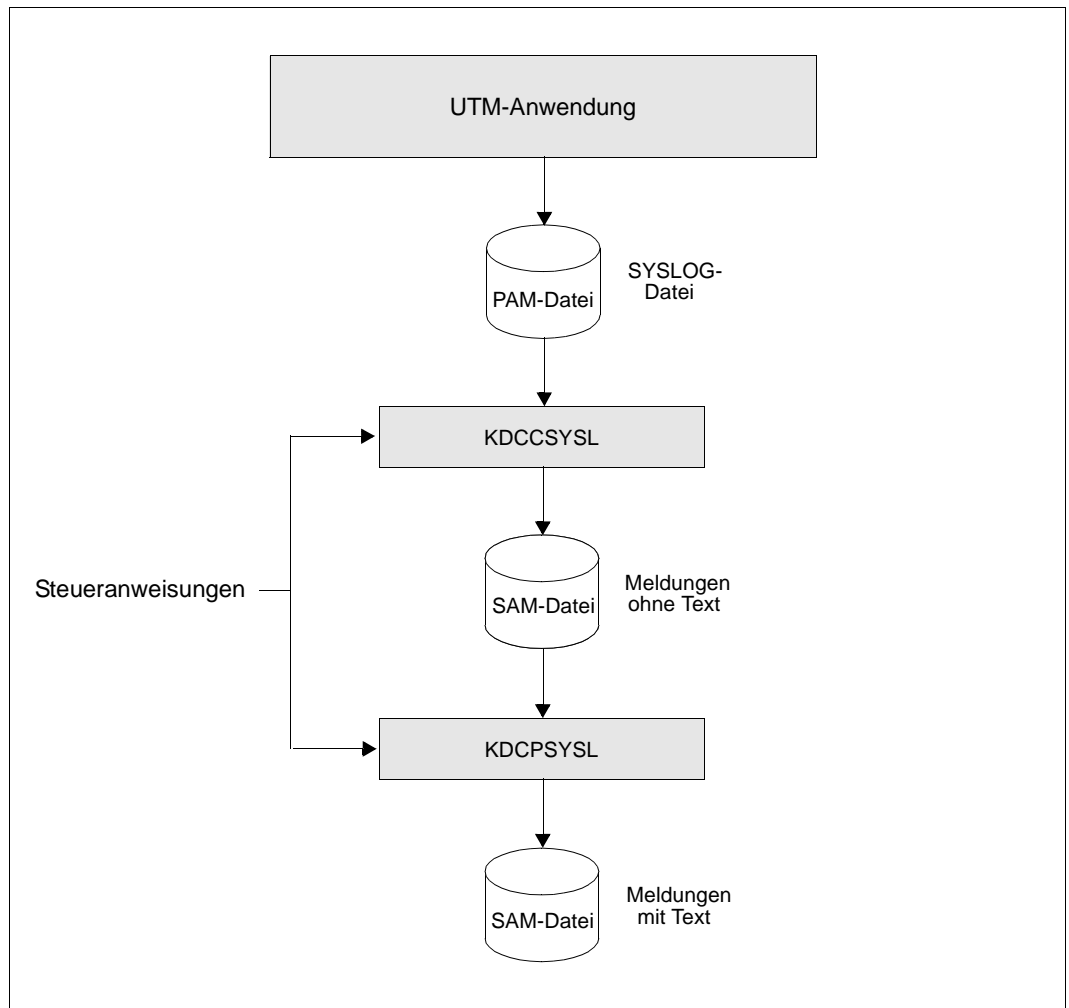 UTM-Anwendung
PAM-Datei
SYSLOG-
Datei
KDCCSYSL
Steueranweisungen
SAM-Datei
Meldungen
ohne Text
KDCPSYSL
SAM-Datei
Meldungen
mit Text